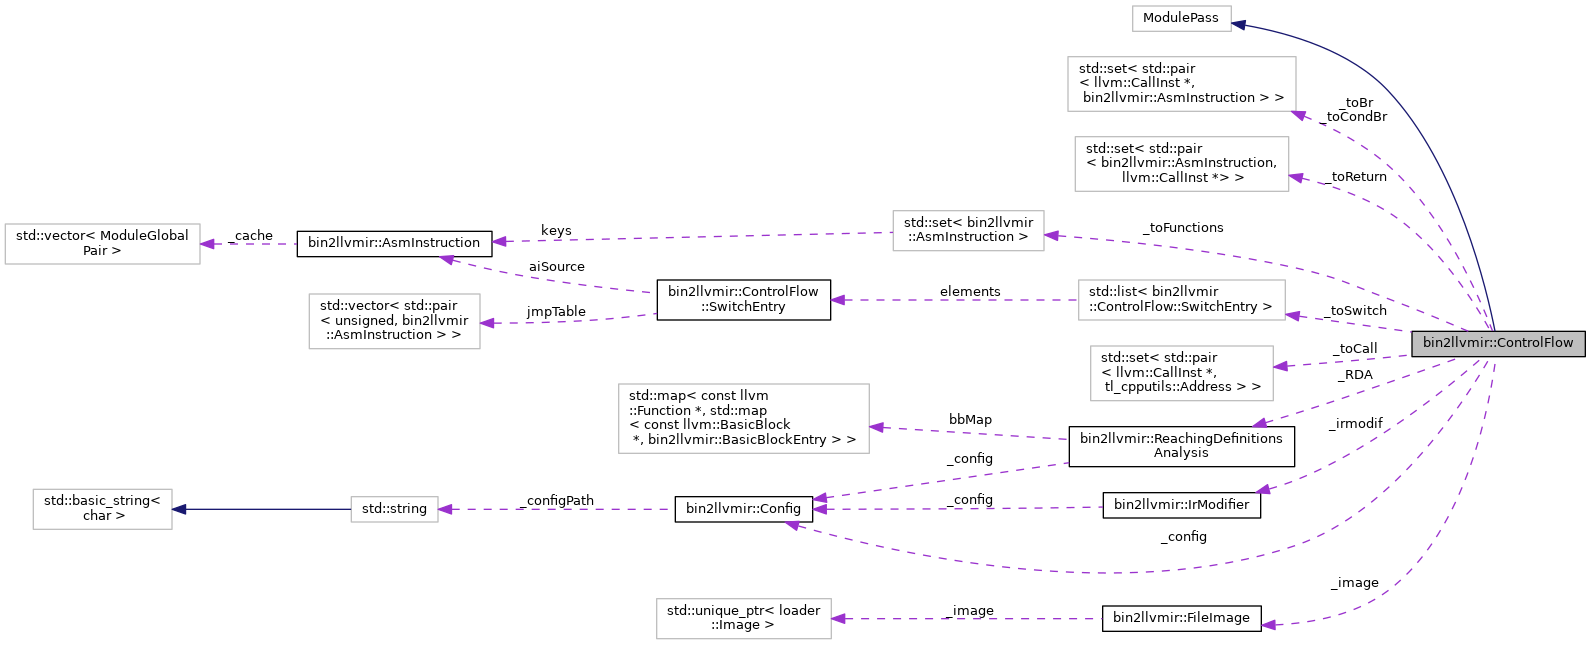 ModulePass
std::set< std::pair
< llvm::CallInst *,
bin2llvmir::AsmInstruction > >
_toBr
_toCondBr
std::set< std::pair
< bin2llvmir::AsmInstruction,
llvm::CallInst *> >
_toReturn
std::vector< ModuleGlobal
Pair >
_cache
bin2llvmir::AsmInstruction
keys
std::set< bin2llvmir
::AsmInstruction >
_toFunctions
aiSource
bin2llvmir::ControlFlow
::SwitchEntry
elements
std::list< bin2llvmir
::ControlFlow::SwitchEntry >
_toSwitch
std::vector< std::pair
< unsigned, bin2llvmir
::AsmInstruction > >
jmpTable
bin2llvmir::ControlFlow
std::set< std::pair
< llvm::CallInst *,
tl_cpputils::Address > >
_toCall
_RDA
std::map< const llvm
::Function *, std::map
< const llvm::BasicBlock
*, bin2llvmir::BasicBlockEntry > >
bbMap
bin2llvmir::ReachingDefinitions
Analysis
_irmodif
_config
std::basic_string<
char >
std::string
_configPath
bin2llvmir::Config
_config
bin2llvmir::IrModifier
_config
_image
std::unique_ptr< loader
::Image >
_image
bin2llvmir::FileImage